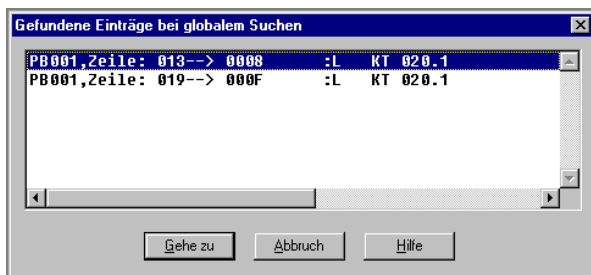 Gefundene Einträge bei globalem Suchen
PB001,Zeile: 013--> 0008 :L KT 020.1
PB001,Zeile: 019--> 000F :L KT 020.1
Gehe zu Abbruch Hilfe